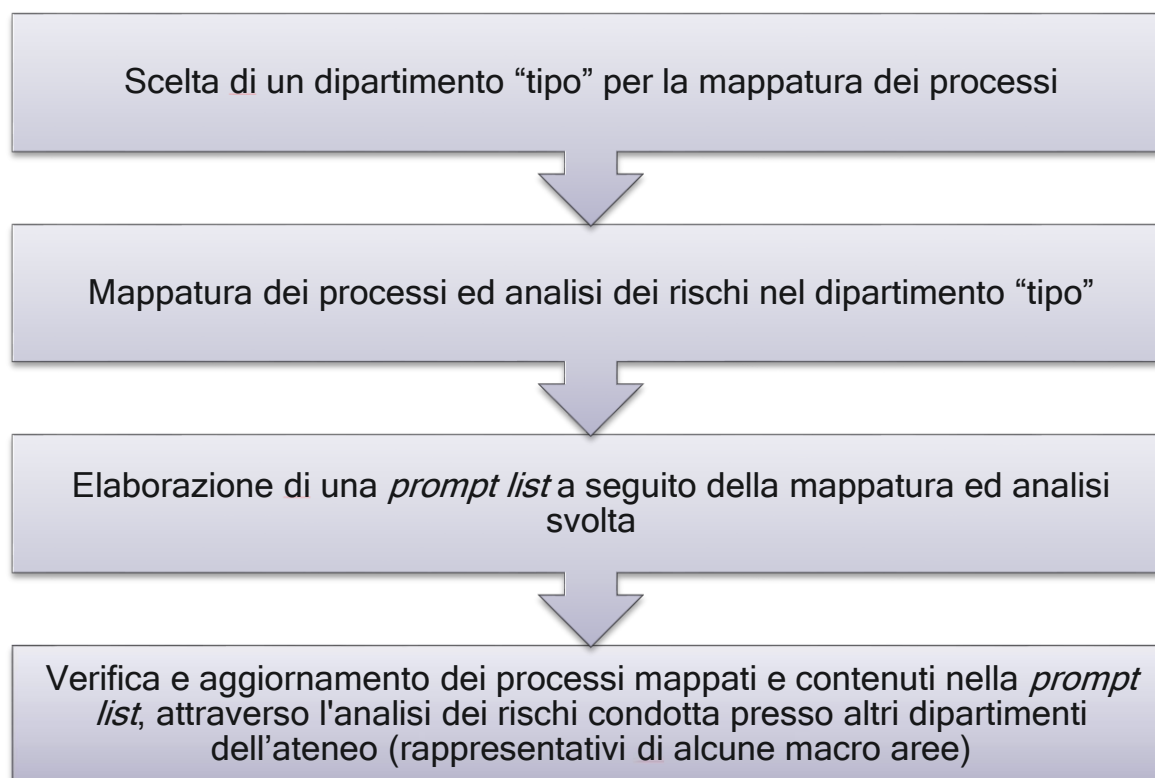 Scelta di un dipartimento “tipo” per la mappatura dei processi
Mappatura dei processi ed analisi dei rischi nel dipartimento “tipo”
Elaborazione di una prompt list a seguito della mappatura ed analisi
svolta
Verifica e aggiornamento dei processi mappati e contenuti nella prompt
list, attraverso l'analisi dei rischi condotta presso altri dipartimenti
dell’ateneo (rappresentativi di alcune macro aree)